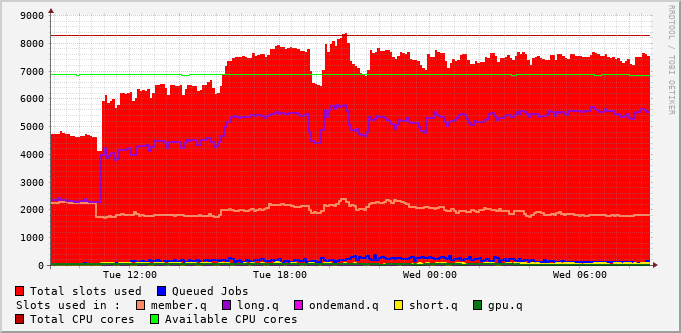 9000
8000
7000
6000
5000
4000
3000
2000
1000
0
Tue 12:00 Tue 18:00 Wed 00:00 Wed 06:00
RRDTOOL / TOBI OETIKER
Total slots used Queued Jobs
Slots used in : member.q long.q ondemand.q short.q gpu.q
Total CPU cores Available CPU cores